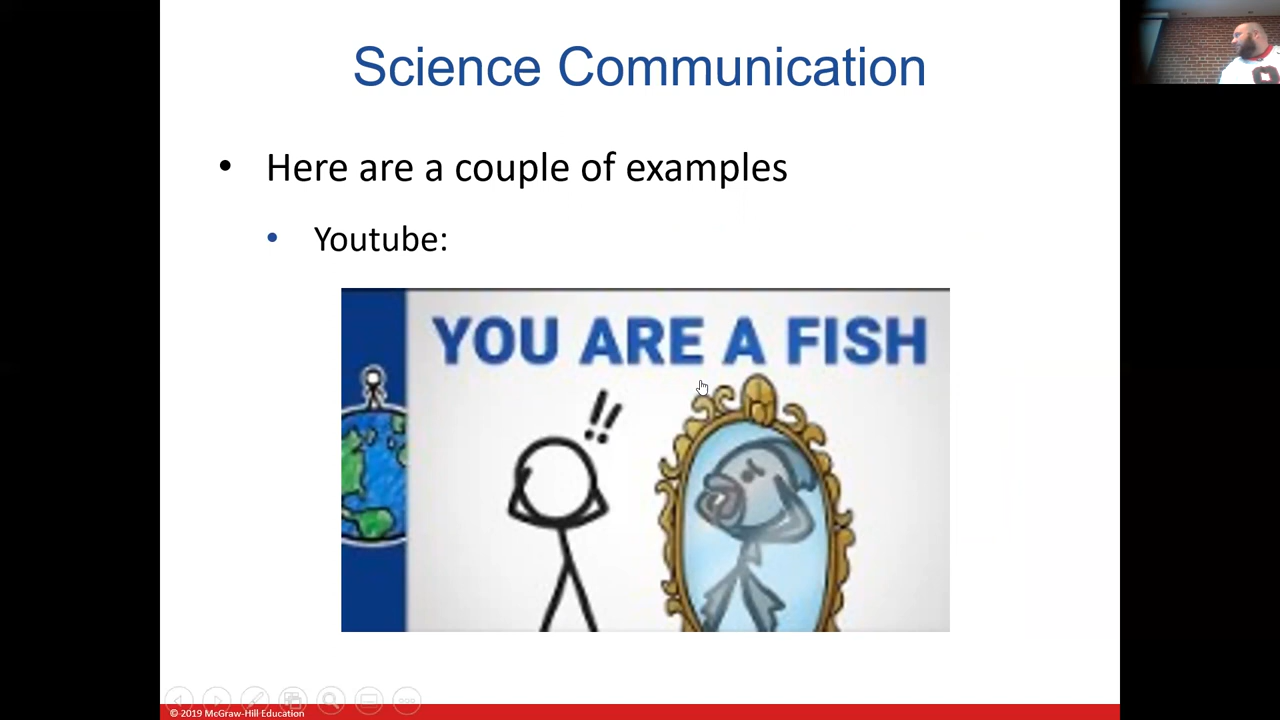 Science Communication
• Here are a couple of examples
• Youtube:
YOU ARE A FISH
!!
© 2019 McGraw-Hill Education